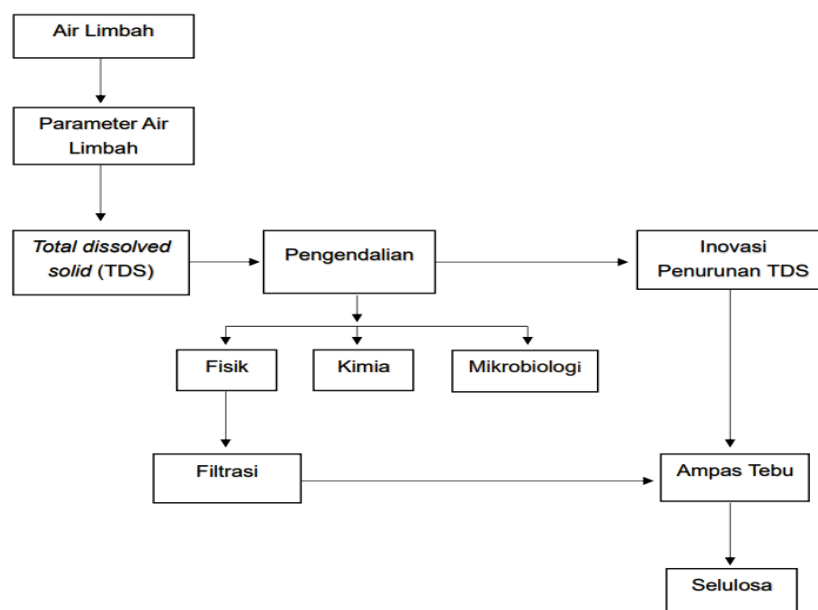 Air Limbah
Parameter Air
Limbah
Total dissolved
solid (TDS)
Pengendalian
Inovasi
Penurunan TDS
Fisik
Kimia
Mikrobiologi
Filtrasi
Ampas Tebu
Selulosa